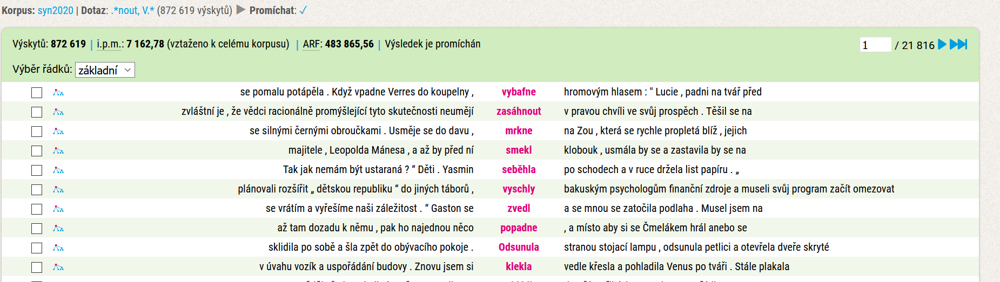 Korpus: syn2020 | Dotaz: .*nout, V.* (872 619 výskytů) ▶ Promíchat: ✓
Výskytů: 872 619 | i.p.m.: 7 162,78 (vztaženo k celému korpusu) | ARF: 483 865,56 | Výsledek je promíchán 1 / 21 816
Výběr řádků: základní
se pomalu potápěla . Když vpadne Verres do koupelny , vybafne hromovým hlasem : " Lucie , padni na tvář před
zvláštní je , že vědci racionálně promýšlející tyto skutečnosti neumějí zasáhnout v pravou chvíli ve svůj prospěch . Těšil se na
se silnými černými obroučkami . Usměje se do davu , mrkne na Zou , která se rychle propletá blíž , jejich
majitele , Leopolda Mánesa , a až by před ní smekl klobouk , usmála by se a zastavila by se na
Tak jak nemám být ustaraná ? “ Děti . Yasmin seběhla po schodech a v ruce držela list papíru . „
plánovali rozšířit „ dětskou republiku “ do jiných táborů , vyschly bakuským psychologům finanční zdroje a museli svůj program začít omezovat
se vrátím a vyřešíme naši záležitost . “ Gaston se zvedl a se mnou se zatočila podlaha . Musel jsem na
až tam dozadu k němu , pak ho najednou něco popadne , a místo aby si se Čmelákem hrál anebo se
sklidila po sobě a šla zpět do obývacího pokoje . Odsunula stranou stojací lampu , odsunula petlici a otevřela dveře skryté
v úvahu vozík a uspořádání budovy . Znovu jsem si klekla vedle křesla a pohladila Venus po tváři . Stále plakala